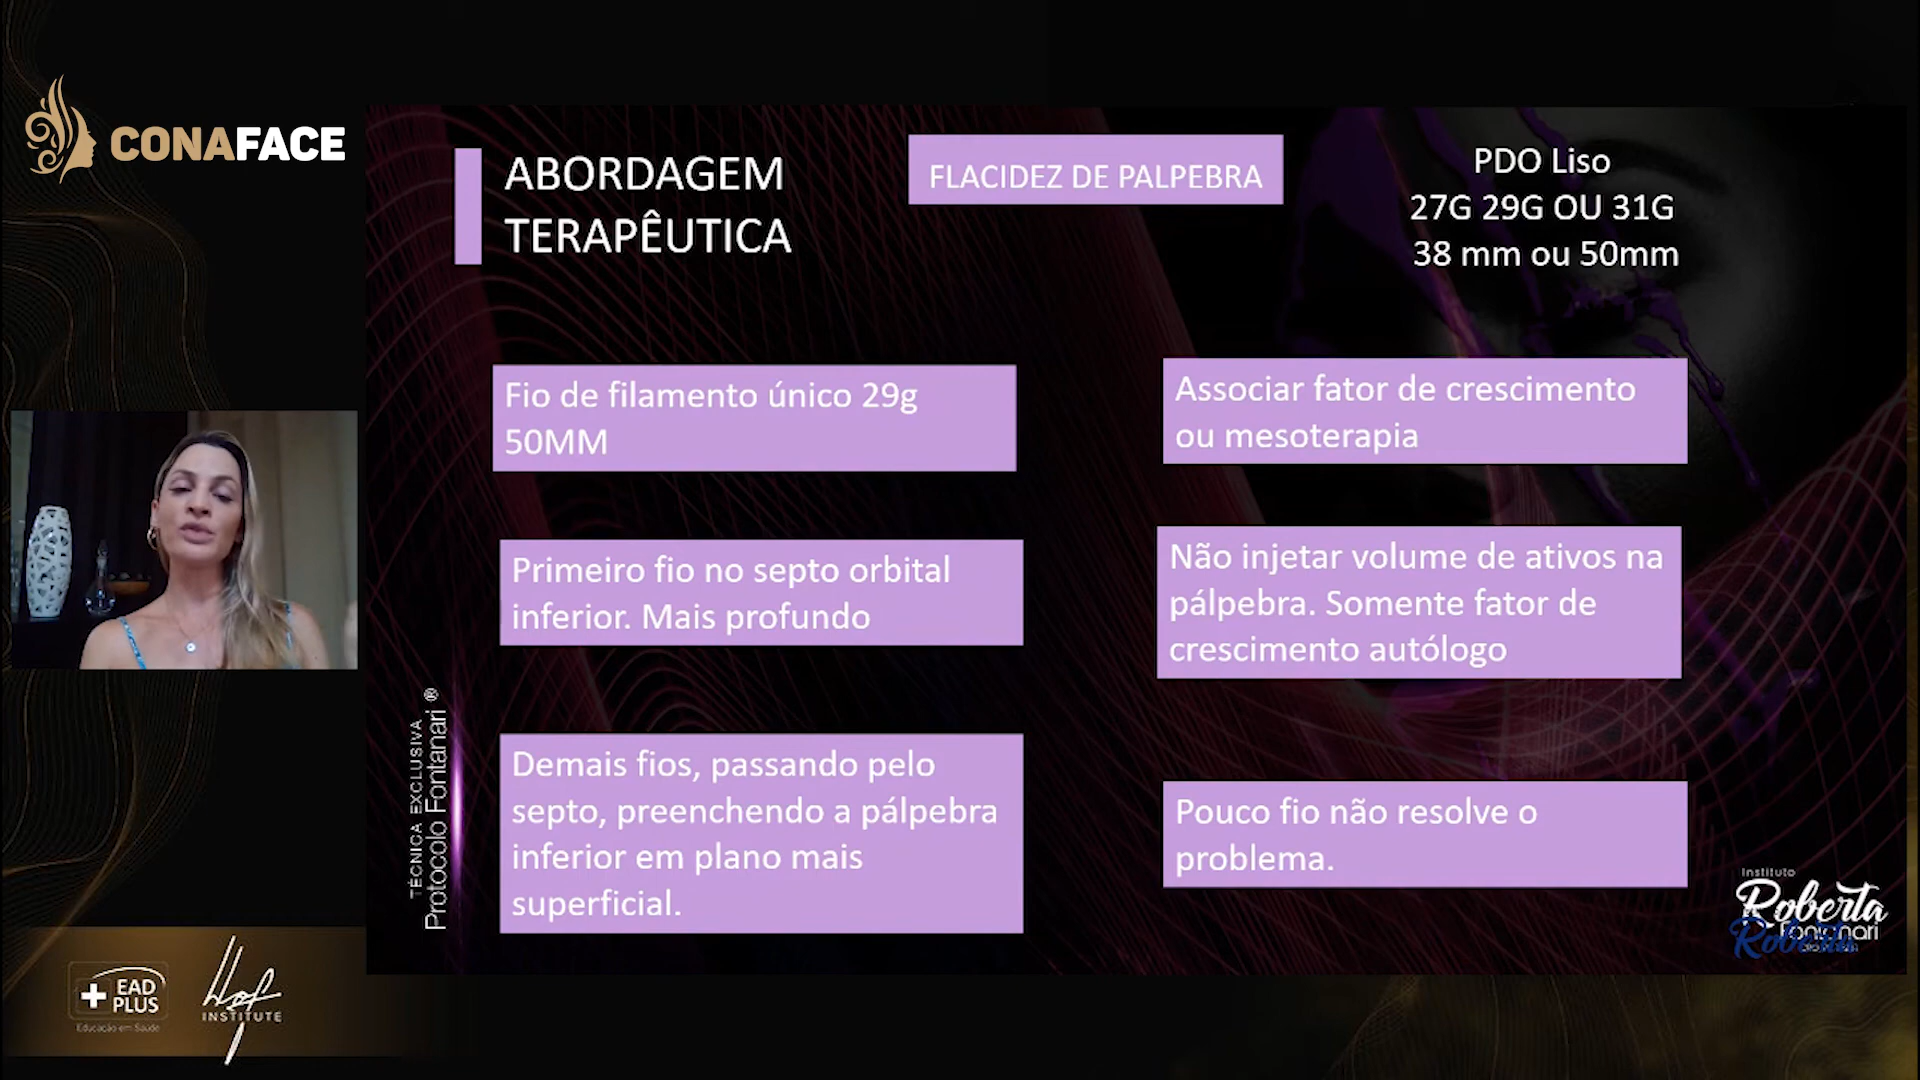 CONAFACE
ABORDAGEM
TERAPÊUTICA
FLACIDEZ DE PALPEBRA
PDO Liso
27G 29G OU 31G
38 mm ou 50mm
Fio de filamento único 29g
50MM
Primeiro fio no septo orbital
inferior. Mais profundo
Demais fios, passando pelo
septo, preenchendo a pálpebra
inferior em plano mais
superficial.
Associar fator de crescimento
ou mesoterapia
Não injetar volume de ativos na
pálpebra. Somente fator de
crescimento autólogo
Pouco fio não resolve o
problema.
TÉCNICA EXCLUSIVA
Protocolo Fontanari ®
Instituto
Roberta
Fontanari
EAD
PLUS
Educação em Saúde
Hof
INSTITUTE